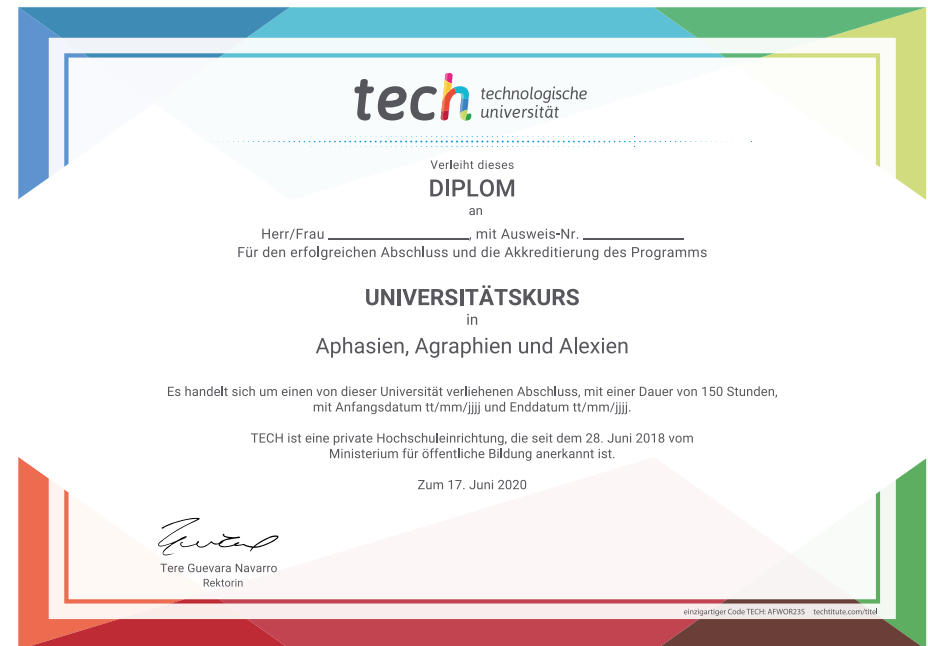 tech technologische
universität
Verleiht dieses
DIPLOM
an
Herr/Frau ____________________, mit Ausweis-Nr. ______________
Für den erfolgreichen Abschluss und die Akkreditierung des Programms
UNIVERSITÄTSKURS
in
Aphasien, Agraphien und Alexien
Es handelt sich um einen von dieser Universität verliehenen Abschluss, mit einer Dauer von 150 Stunden,
mit Anfangsdatum tt/mm/jjjj und Enddatum tt/mm/jjjj.
TECH ist eine private Hochschuleinrichtung, die seit dem 28. Juni 2018 vom
Ministerium für öffentliche Bildung anerkannt ist.
Zum 17. Juni 2020
Tere Guevara Navarro
Rektorin
einzigartiger Code TECH: AFWOR235 techtitute.com/titel